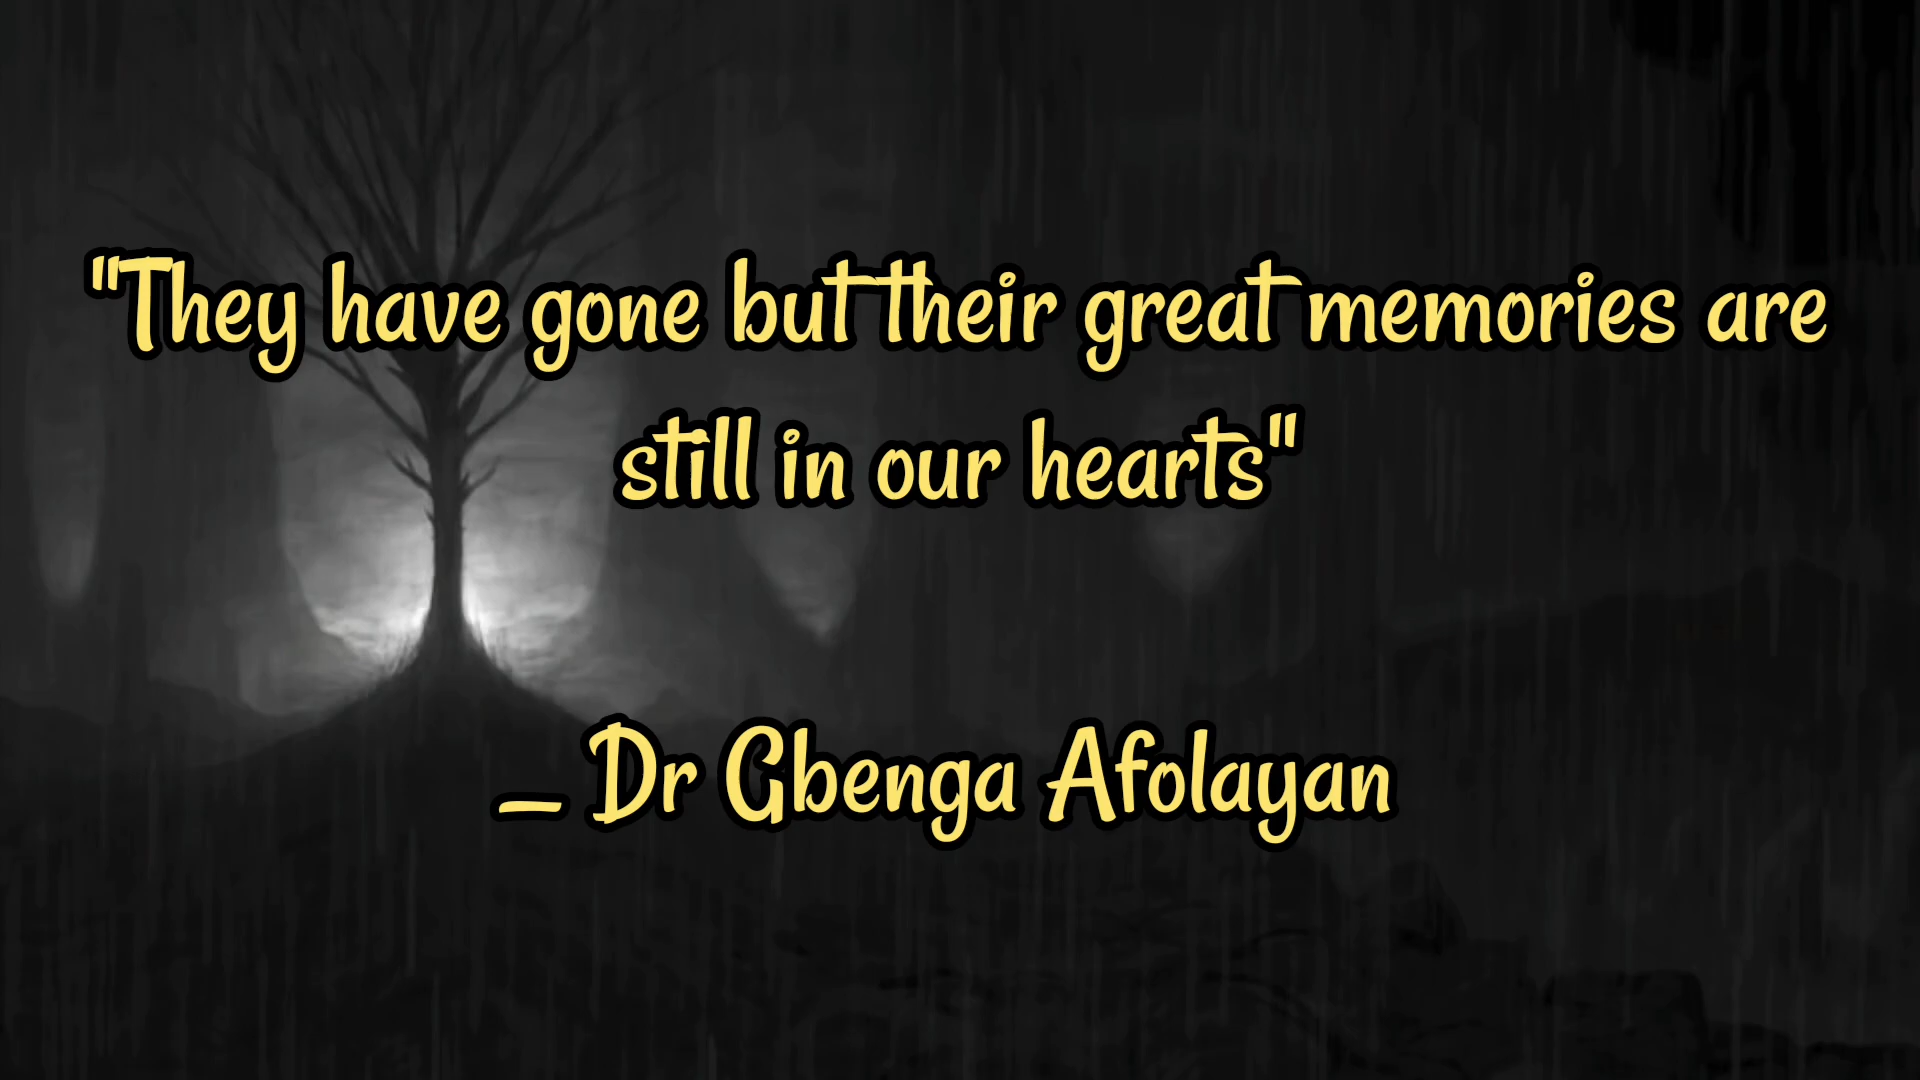 "They have gone but their great memories are
still in our hearts"
— Dr Gbenga Afolayan